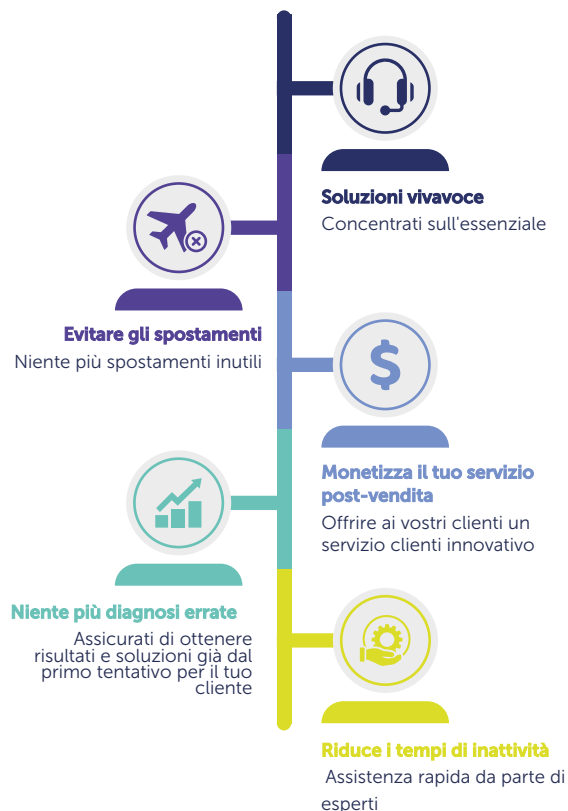 Soluzioni vivavoce
Concentrati sull'essenziale
Evitare gli spostamenti
Niente più spostamenti inutili
$
Monetizza il tuo servizio
post-vendita
Offrire ai vostri clienti un
servizio clienti innovativo
Niente più diagnosi errate
Assicurati di ottenere
risultati e soluzioni già dal
primo tentativo per il tuo
cliente
Riduce i tempi di inattività
Assistenza rapida da parte di
esperti